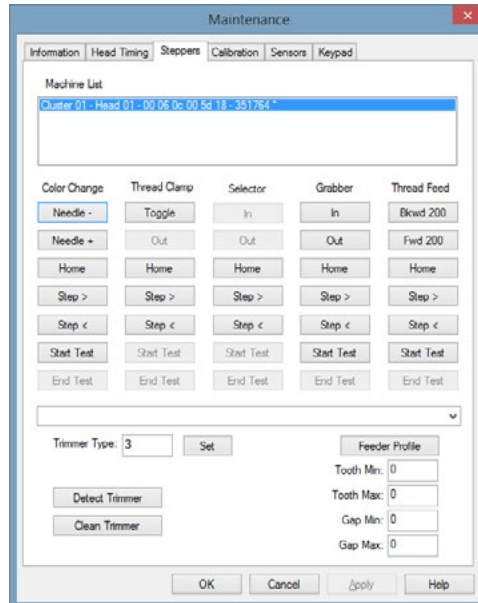 Maintenance
Information Head Timing Steppers Calibration Sensors Keypad
Machine List
Cluster 01 - Head 01 - 00 06 0c 00 5d 18 - 351764 *
Color Change Thread Clamp Selector Grabber Thread Feed
Needle - Toggle In In Bkwd 200
Needle + Out Out Out Fwd 200
Home Home Home Home Home
Step > Step > Step > Step > Step >
Step < Step < Step < Step < Step <
Start Test Start Test Start Test Start Test Start Test
End Test End Test End Test End Test End Test
Trimmer Type: 3 Set Feeder Profile
Tooth Min: 0
Detect Trimmer Tooth Max: 0
Clean Trimmer Gap Min: 0
Gap Max: 0
OK Cancel Apply Help